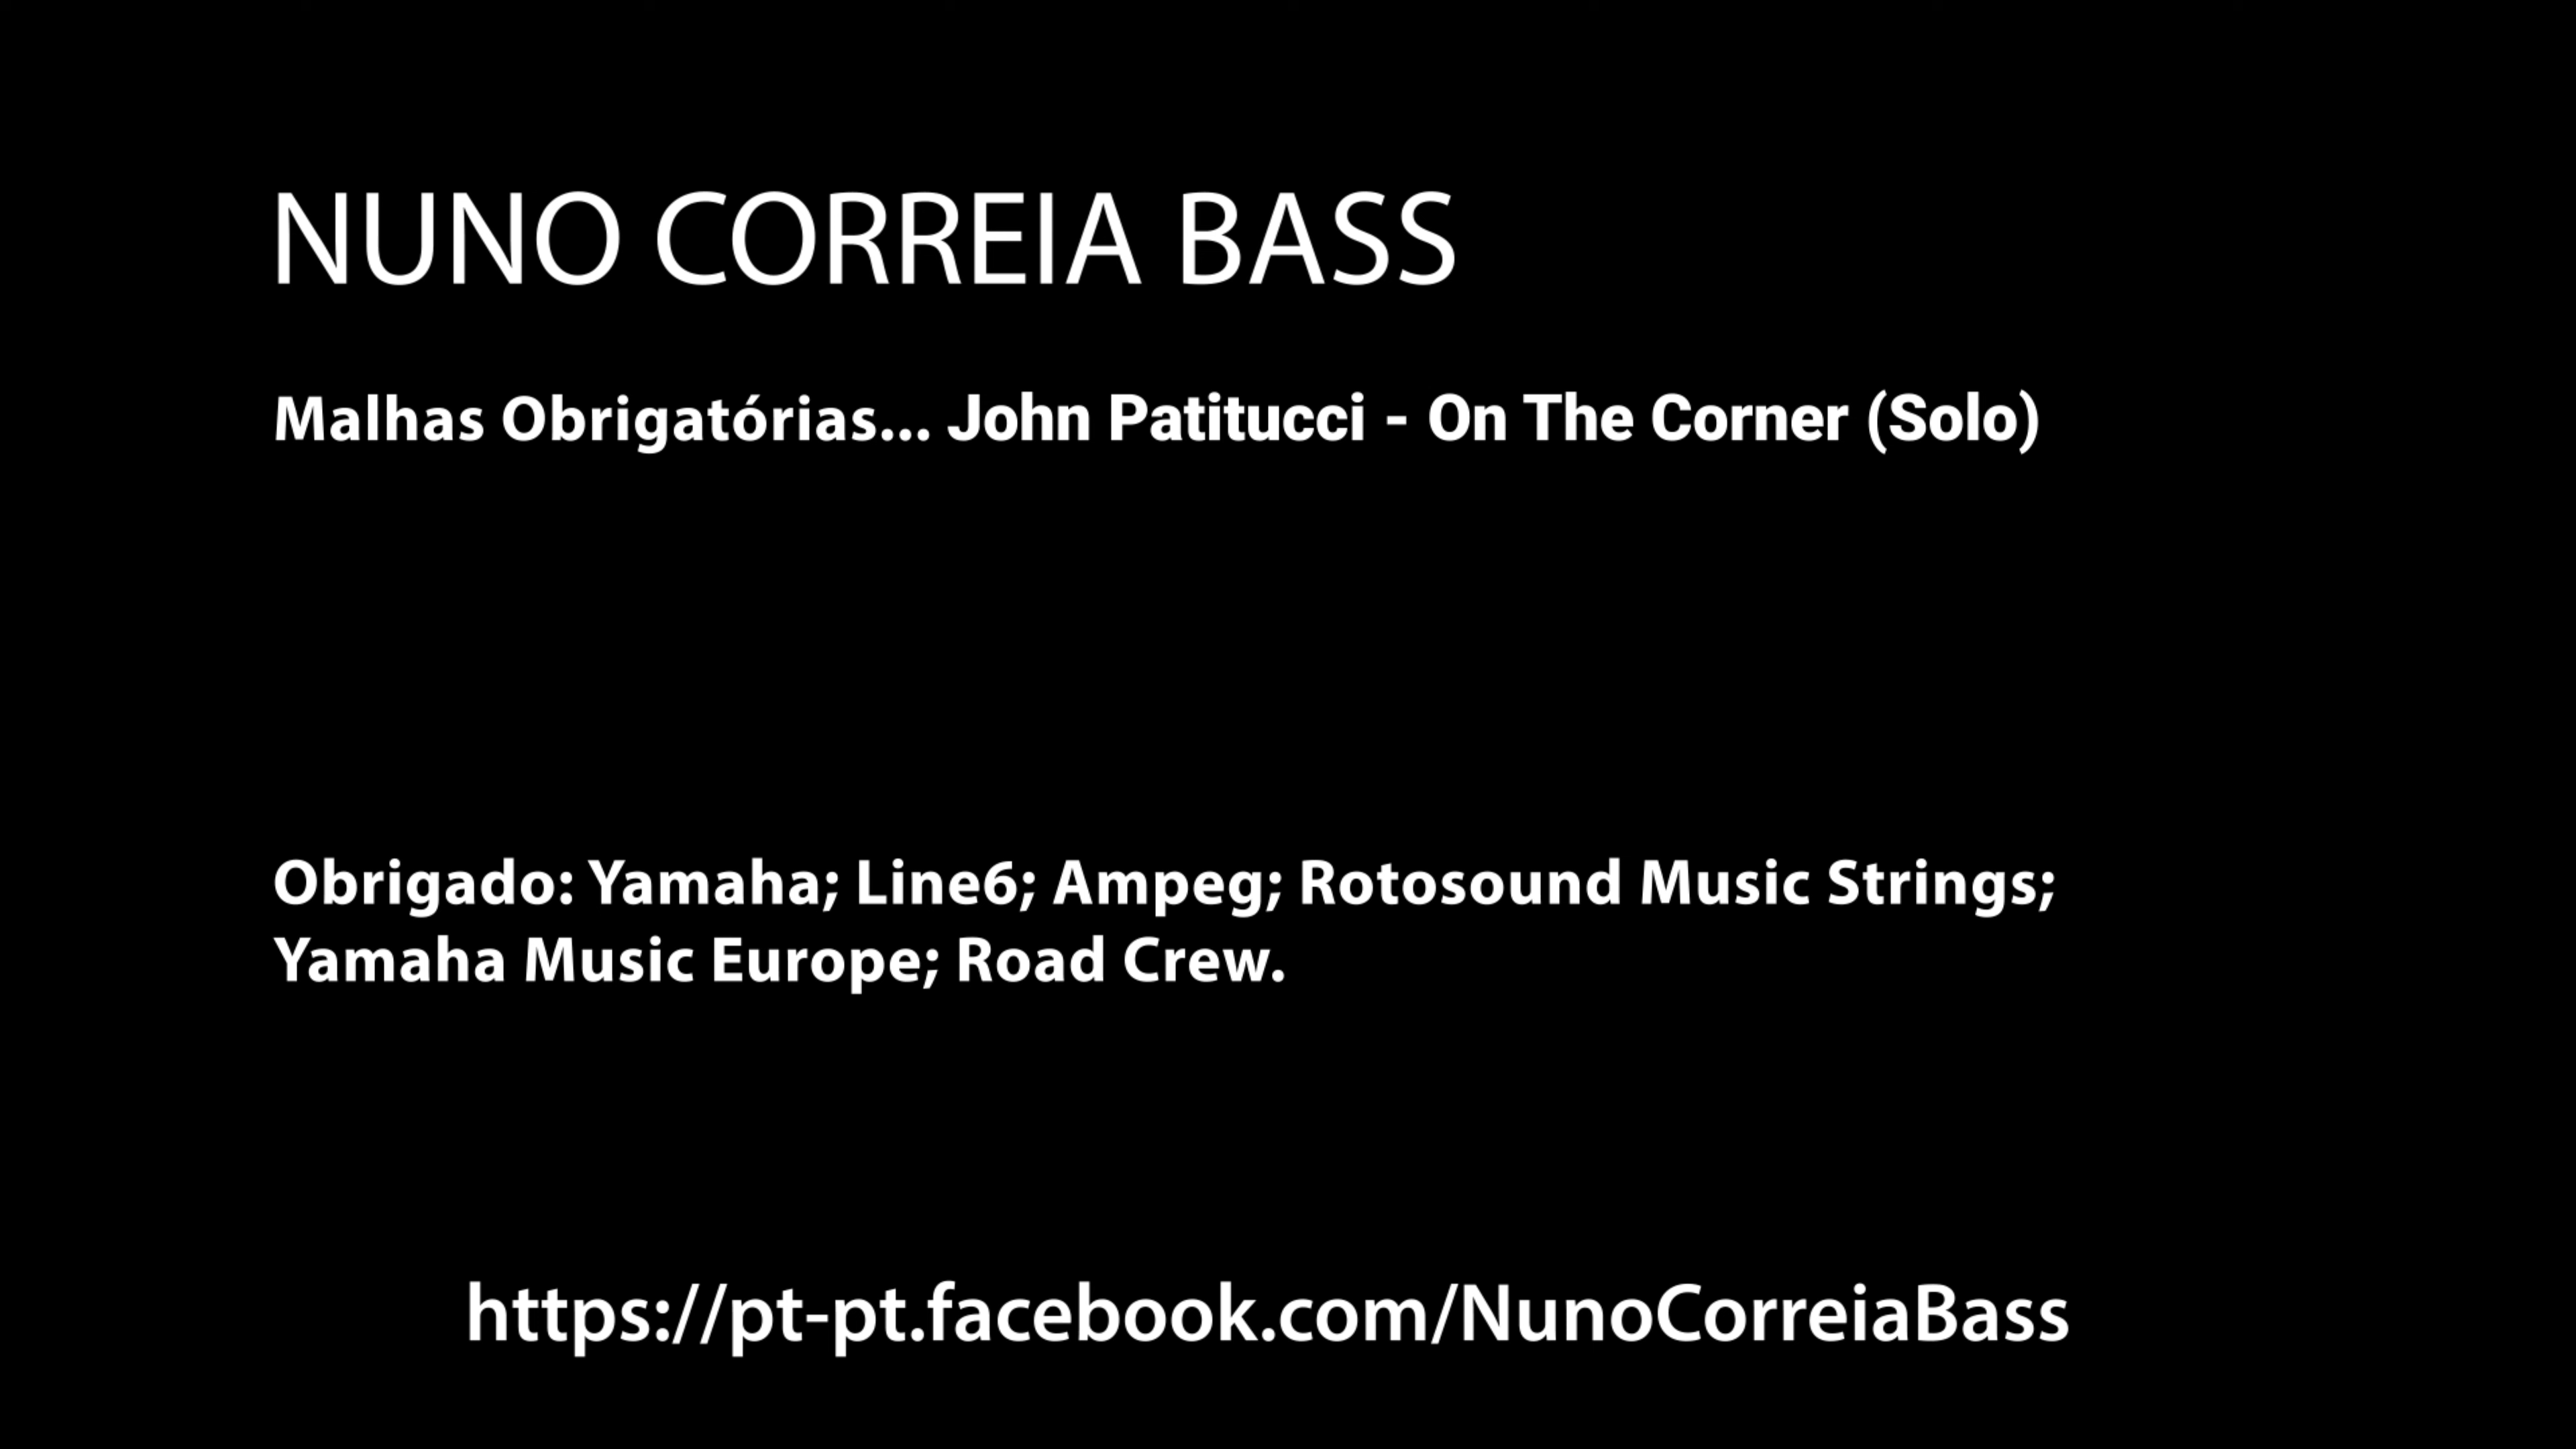 NUNO CORREIA BASS
Malhas Obrigatórias... John Patitucci - On The Corner (Solo)
Obrigado: Yamaha; Line6; Ampeg; Rotosound Music Strings;
Yamaha Music Europe; Road Crew.
https://pt-pt.facebook.com/NunoCorreiaBass